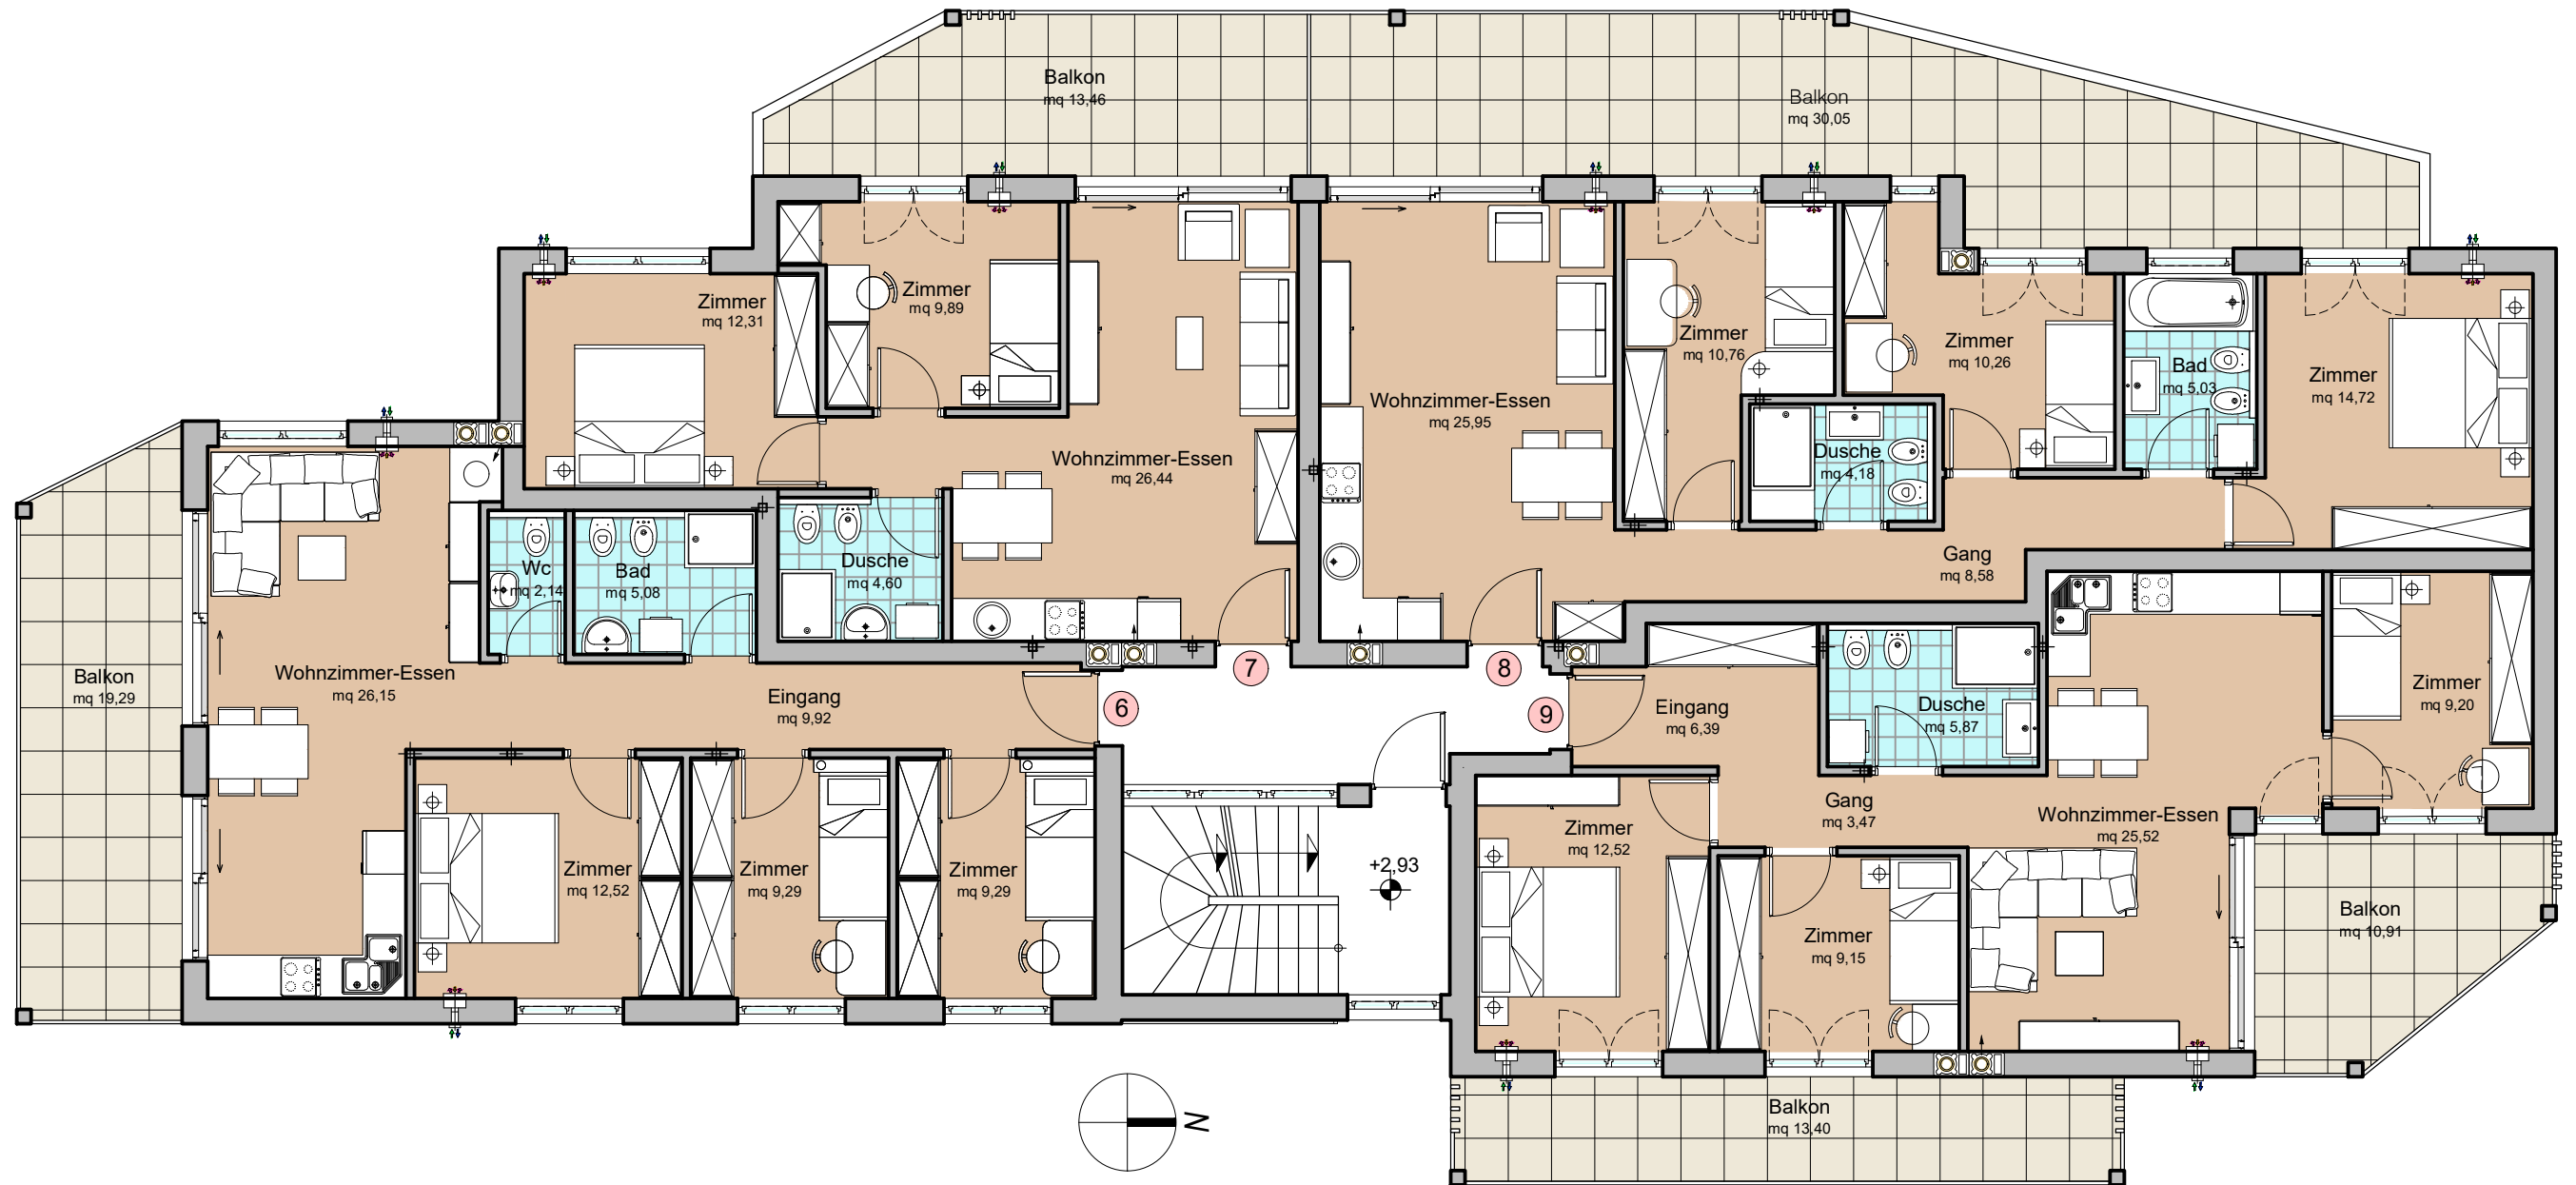 Balkon
mq 13,46
Balkon
mq 30,05
Zimmer
mq 12,31
Zimmer
mq 9,89
Wohnzimmer-Essen
mq 26,44
Wohnzimmer-Essen
mq 25,95
Zimmer
mq 10,76
Zimmer
mq 10,26
Bad
mq 5,03
Zimmer
mq 14,72
Dusche
mq 4,18
Wc
mq 2,14
Bad
mq 5,08
Dusche
mq 4,60
Gang
mq 8,58
Balkon
mq 19,29
Wohnzimmer-Essen
mq 26,15
Eingang
mq 9,92
6
7
8
9
Eingang
mq 6,39
Dusche
mq 5,87
Zimmer
mq 9,20
Zimmer
mq 12,52
Zimmer
mq 9,29
Zimmer
mq 9,29
+2,93
Zimmer
mq 12,52
Gang
mq 3,47
Wohnzimmer-Essen
mq 25,52
Zimmer
mq 9,15
Balkon
mq 10,91
Balkon
mq 13,40
N